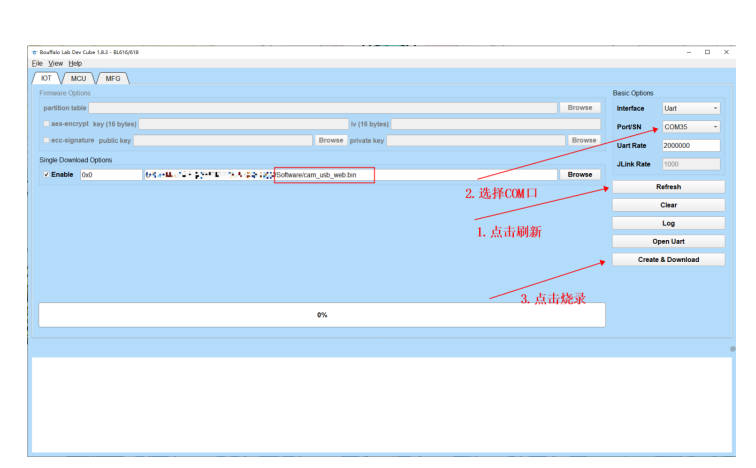 Bouffalo Lab Dev Cube 1.8.3 - BL616/618
File View Help
IOT MCU MFG
Firmware Options
partition table Browse
aes-encrypt key (16 bytes) iv (16 bytes)
ecc-signature public key Browse private key Browse
Single Download Options
Enable 0x0 Software/cam_usb_web.bin Browse
0%
Basic Options
Interface Uart
Port/SN COM35
Uart Rate 2000000
JLink Rate 1000
Refresh
Clear
Log
Open Uart
Create & Download
2. 选择COM口
1. 点击刷新
3. 点击烧录